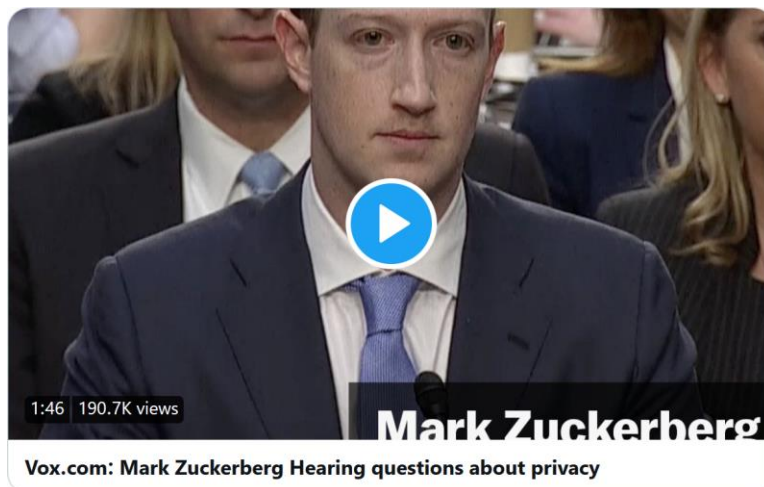 1:46 190.7K views
Mark Zuckerberg
Vox.com: Mark Zuckerberg Hearing questions about privacy